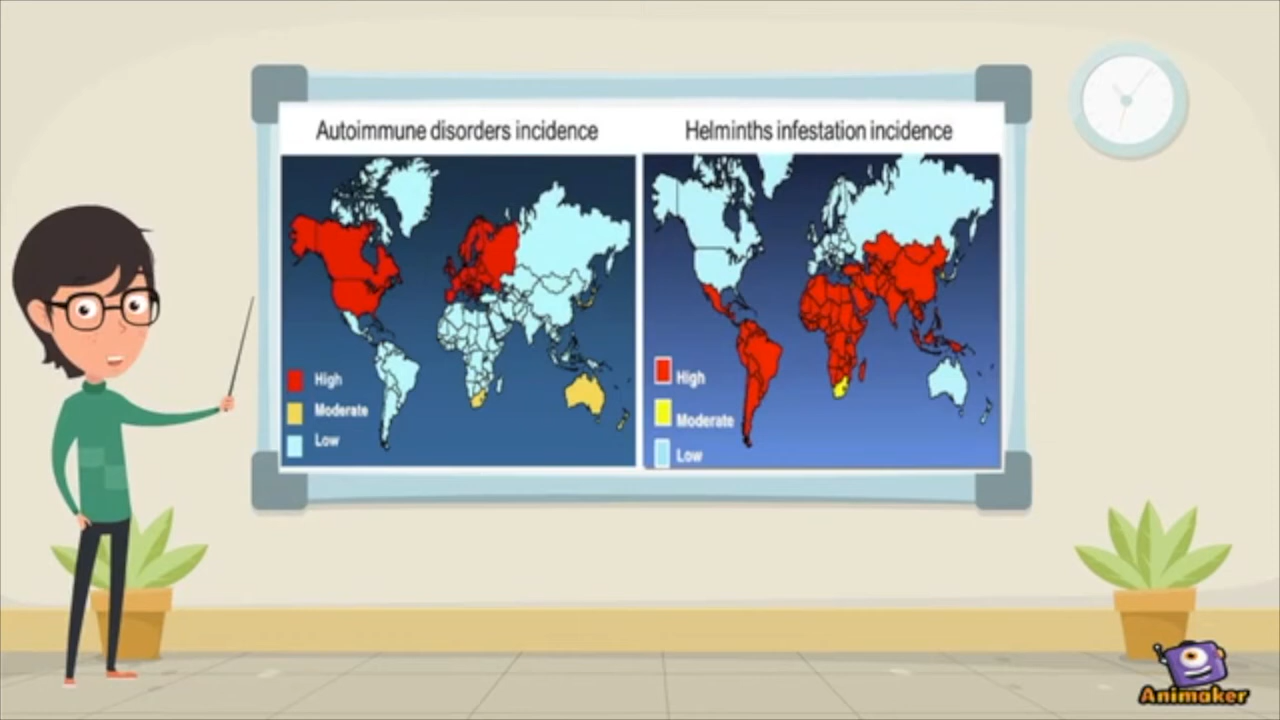 Autoimmune disorders incidence
High
Moderate
Low
Helminths infestation incidence
High
Moderate
Low
Animaker